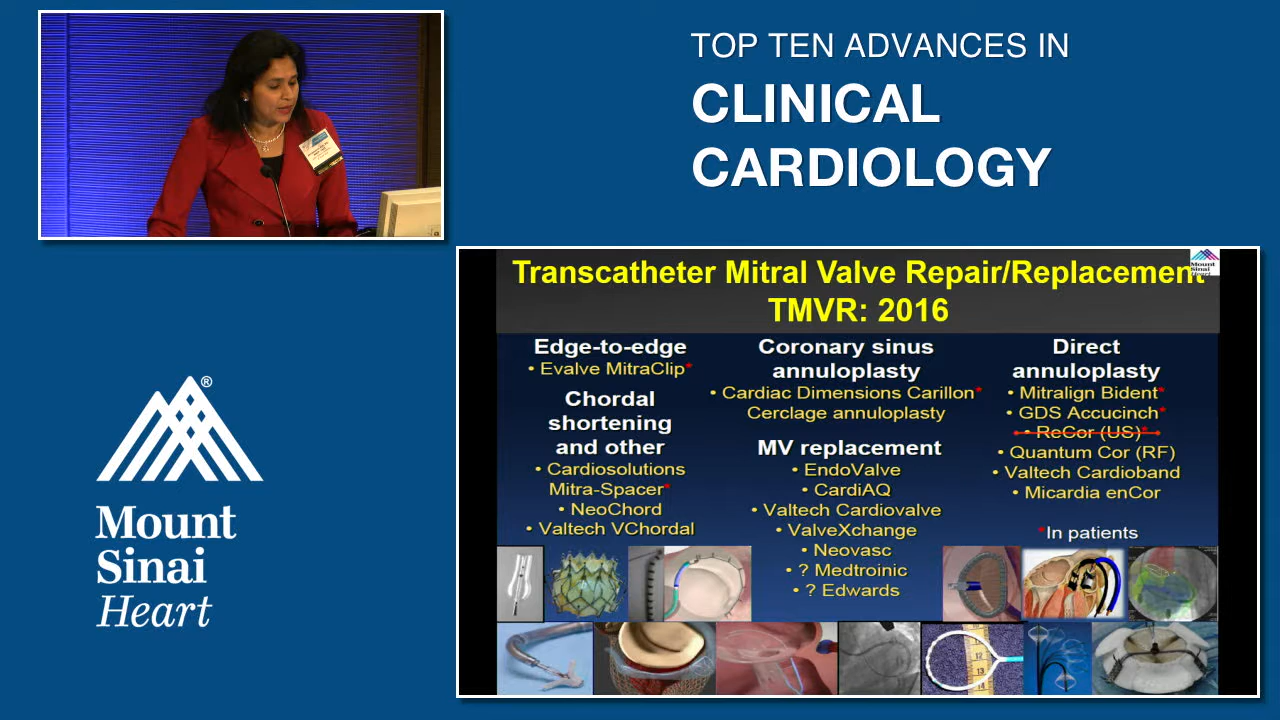 TOP TEN ADVANCES IN
CLINICAL
CARDIOLOGY
®
Mount
Sinai
Heart
Mount
Sinai
Heart
Transcatheter Mitral Valve Repair/Replacement
TMVR: 2016
Edge-to-edge
• Evalve MitraClip*
Chordal
shortening
and other
• Cardiosolutions
Mitra-Spacer*
• NeoChord
• Valtech VChordal
Coronary sinus
annuloplasty
• Cardiac Dimensions Carillon*
Cerclage annuloplasty
MV replacement
• EndoValve
• CardiAQ
• Valtech Cardiovalve
• ValveXchange
• Neovasc
• ? Medtroinic
• ? Edwards
Direct
annuloplasty
• Mitralign Bident*
• GDS Accucinch*
• ReCor (US)*
• Quantum Cor (RF)
• Valtech Cardioband
• Micardia enCor
*In patients